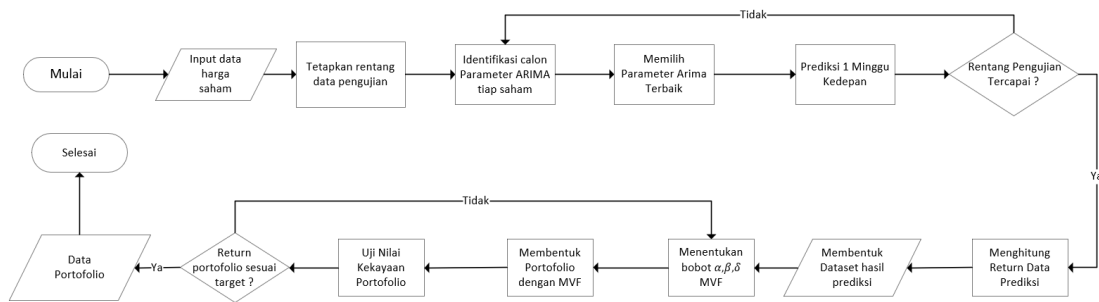 Tidak
Mulai
Input data
harga
saham
Tetapkan rentang
data pengujian
Identifikasi calon
Parameter ARIMA
tiap saham
Memilih
Parameter Arima
Terbaik
Prediksi 1 Minggu
Kedepan
Rentang Pengujian
Tercapai ?
Ya
Menghitung
Return Data
Prediksi
Membentuk
Dataset hasil
prediksi
Menentukan
bobot α,β,δ
MVF
Membentuk
Portofolio
dengan MVF
Uji Nilai
Kekayaan
Portofolio
Return
portofolio sesuai
target ?
Tidak
Ya
Data
Portofolio
Selesai